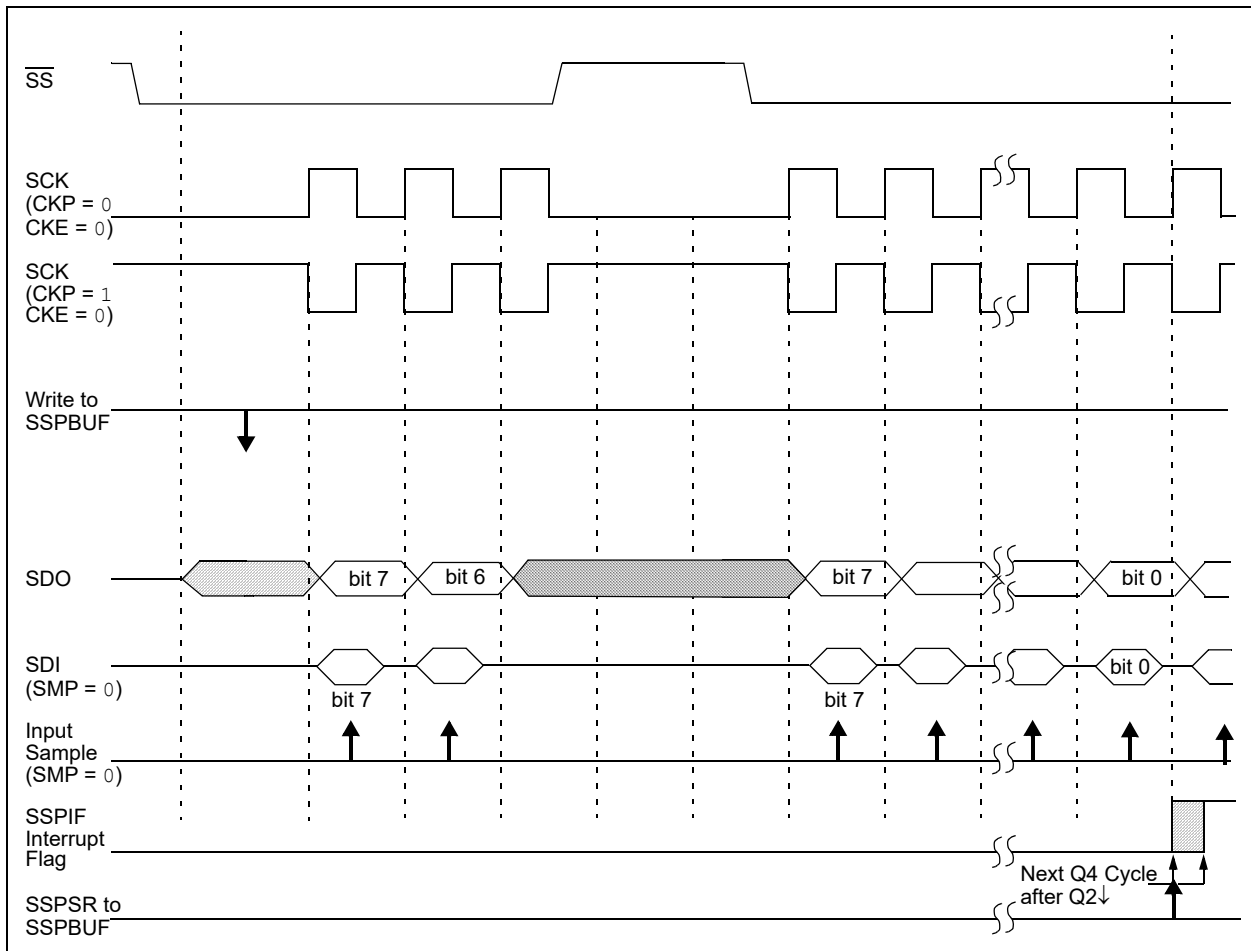 SS
SCK
(CKP = 0
CKE = 0)
SCK
(CKP = 1
CKE = 0)
Write to
SSPBUF
SDO
bit 7
bit 6
bit 7
bit 0
SDI
(SMP = 0)
bit 7
bit 7
bit 0
Input
Sample
(SMP = 0)
SSPIF
Interrupt
Flag
Next Q4 Cycle
after Q2↓
SSPSR to
SSPBUF